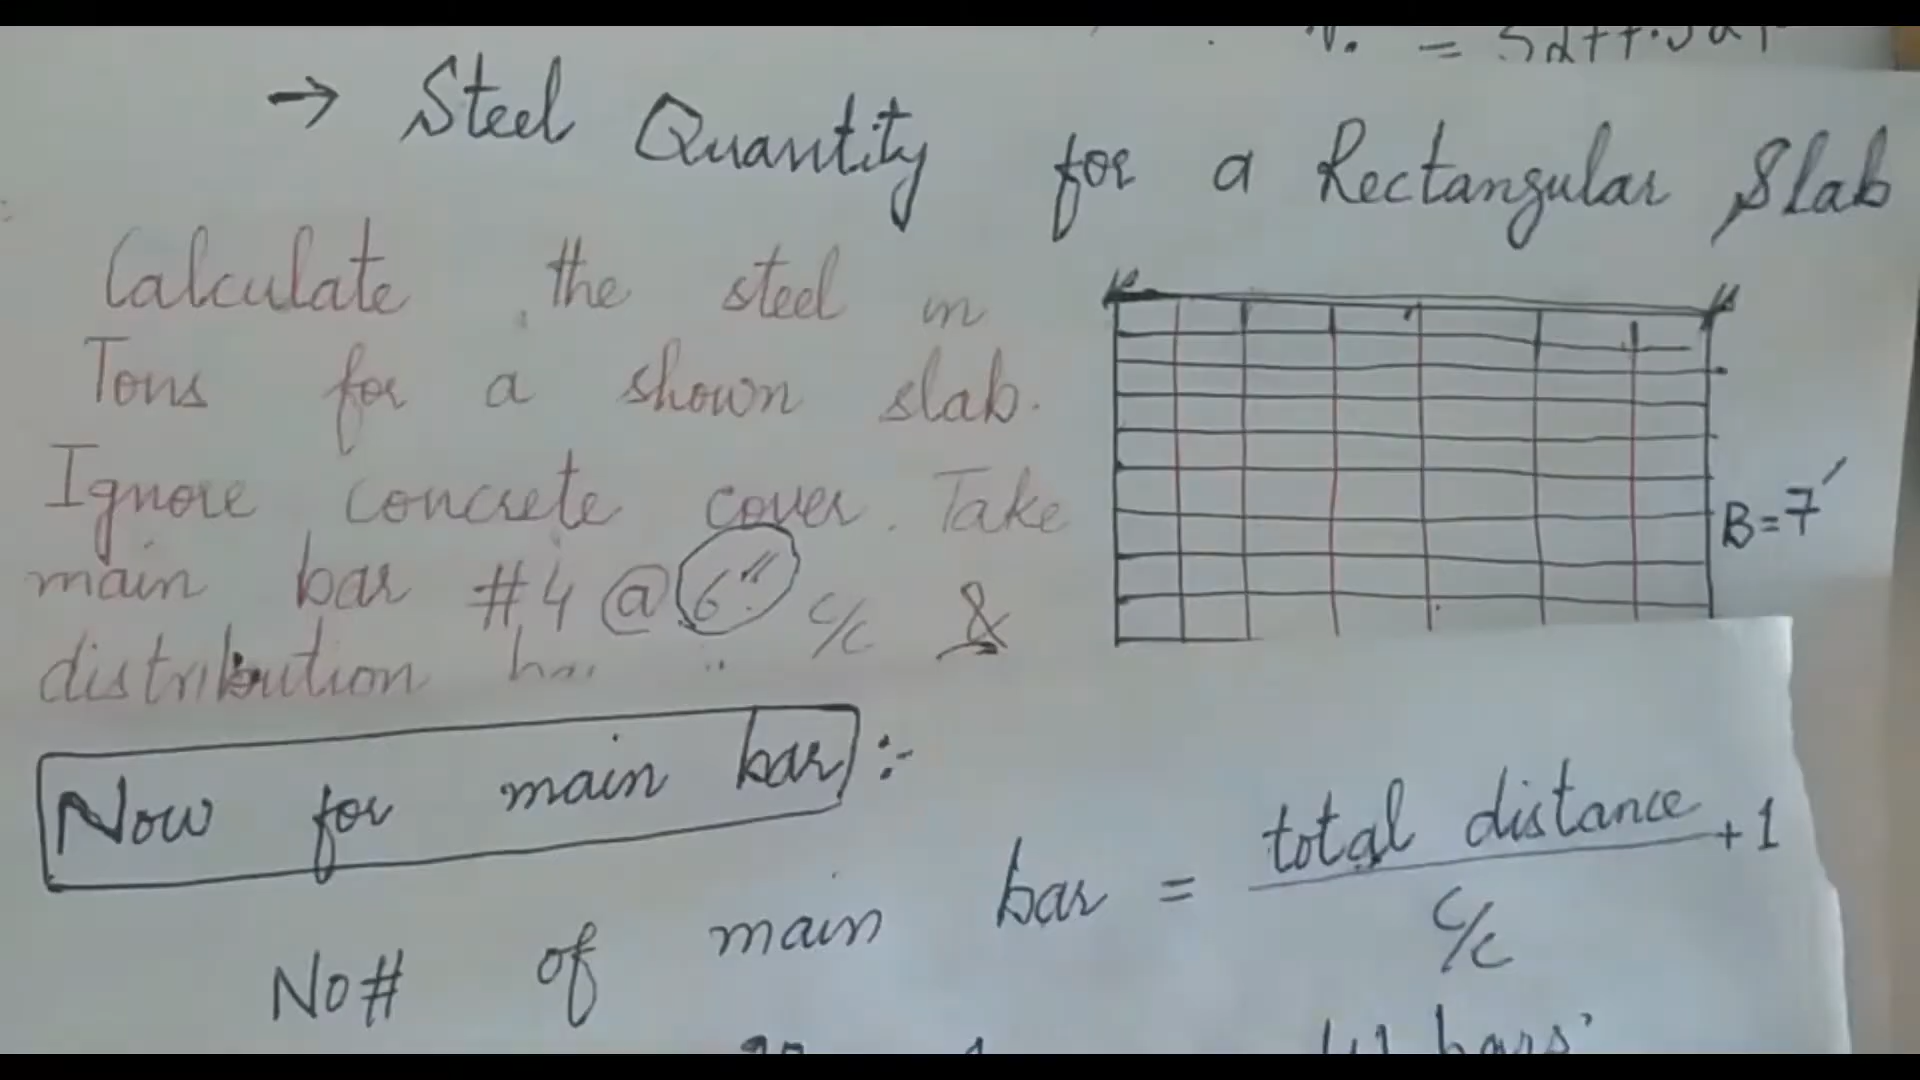 → Steel Quantity for a Rectangular Slab
Calculate the steel in
Tons for a shown slab.
Ignore concrete cover. Take
main bar #4 @ 6" c/c &
distribution
B=7'
Now for main bar :-
No# of main bar = total distance / c/c + 1
bars